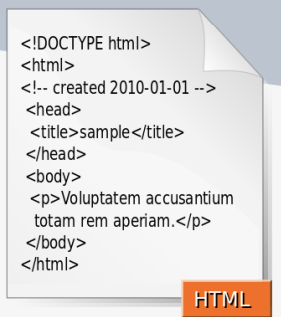 <!DOCTYPE html>
<html>
<!-- created 2010-01-01 -->
<head>
<title>sample</title>
</head>
<body>
<p>Voluptatem accusantium
totam rem aperiam.</p>
</body>
</html>
HTML